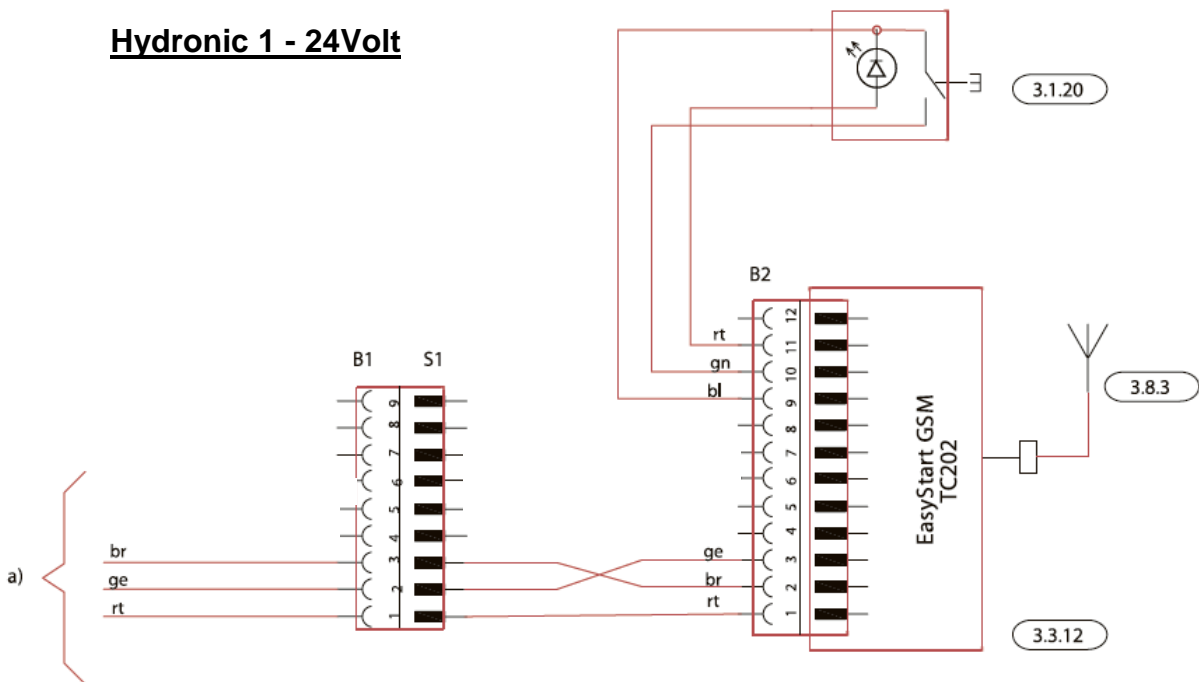 Hydronic 1 - 24Volt
3.1.20
B2
12
rt
11
gn
10
bl
9
8
7
6
5
4
ge
3
br
2
rt
1
EasyStart GSM
TC202
3.8.3
3.3.12
B1
S1
9
8
7
6
5
4
3
2
1
a)
br
ge
rt